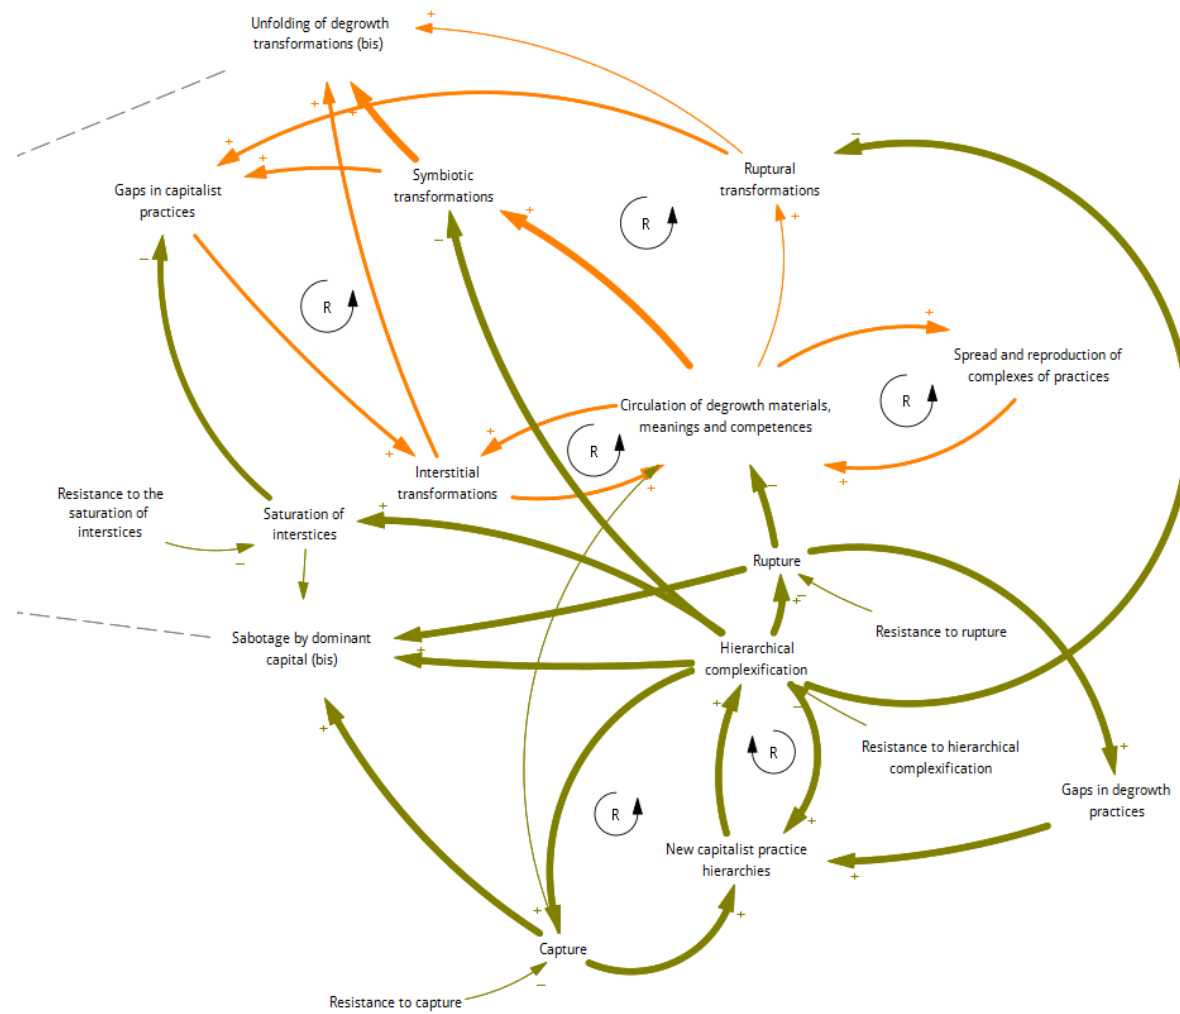 Unfolding of degrowth
transformations (bis)
+
+
+
+
+
Symbiotic
transformations
Ruptural
transformations
−
Gaps in capitalist
practices
R
+
+
−
−
R
+
Spread and reproduction of
complexes of practices
R
Circulation of degrowth materials,
meanings and competences
+
R
+
Interstitial
transformations
+
+
−
Resistance to the
saturation of
interstices
Saturation of
interstices
+
−
Rupture
+
−
Resistance to rupture
Sabotage by dominant
capital (bis)
+
Hierarchical
complexification
+
−
+
R
Resistance to hierarchical
complexification
+
Gaps in degrowth
practices
R
+
New capitalist practice
hierarchies
+
+
+
Capture
−
Resistance to capture